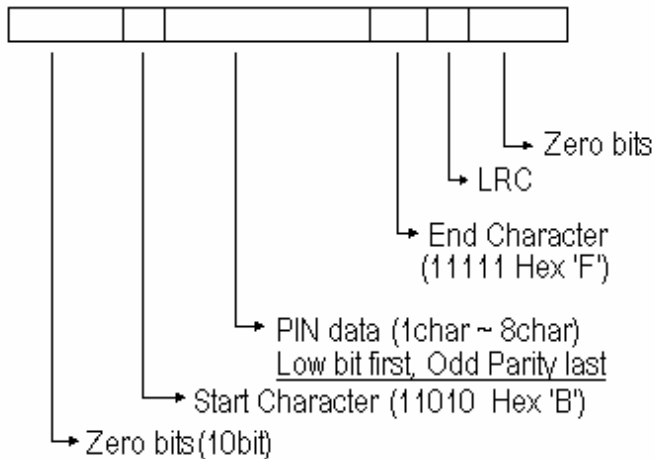 Zero bits
LRC
End Character
(11111 Hex 'F')
PIN data (1char ~ 8char)
Low bit first, Odd Parity last
Start Character (11010 Hex 'B')
Zero bits(10bit)